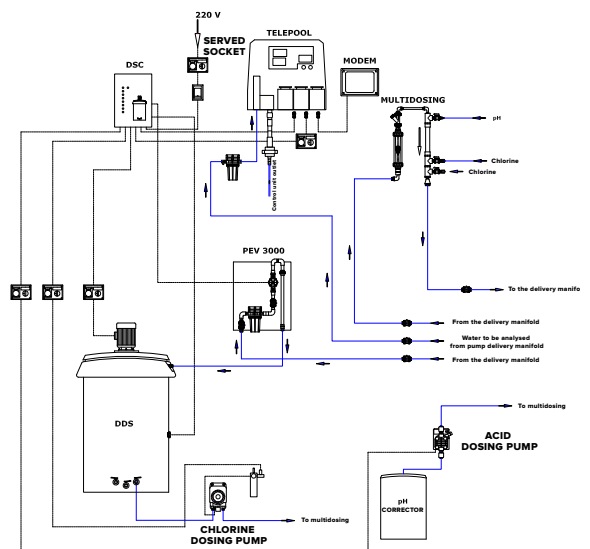 220 V
SERVED
SOCKET
TELEPOOL
MODEM
DSC
MULTIDOSING
pH
Chlorine
Chlorine
Control unit outlet
PEV 3000
To the delivery manifo
From the delivery manifold
Water to be analysed
from pump delivery manifold
From the delivery manifold
DDS
To multidosing
ACID
DOSING PUMP
pH
CORRECTOR
To multidosing
CHLORINE
DOSING PUMP